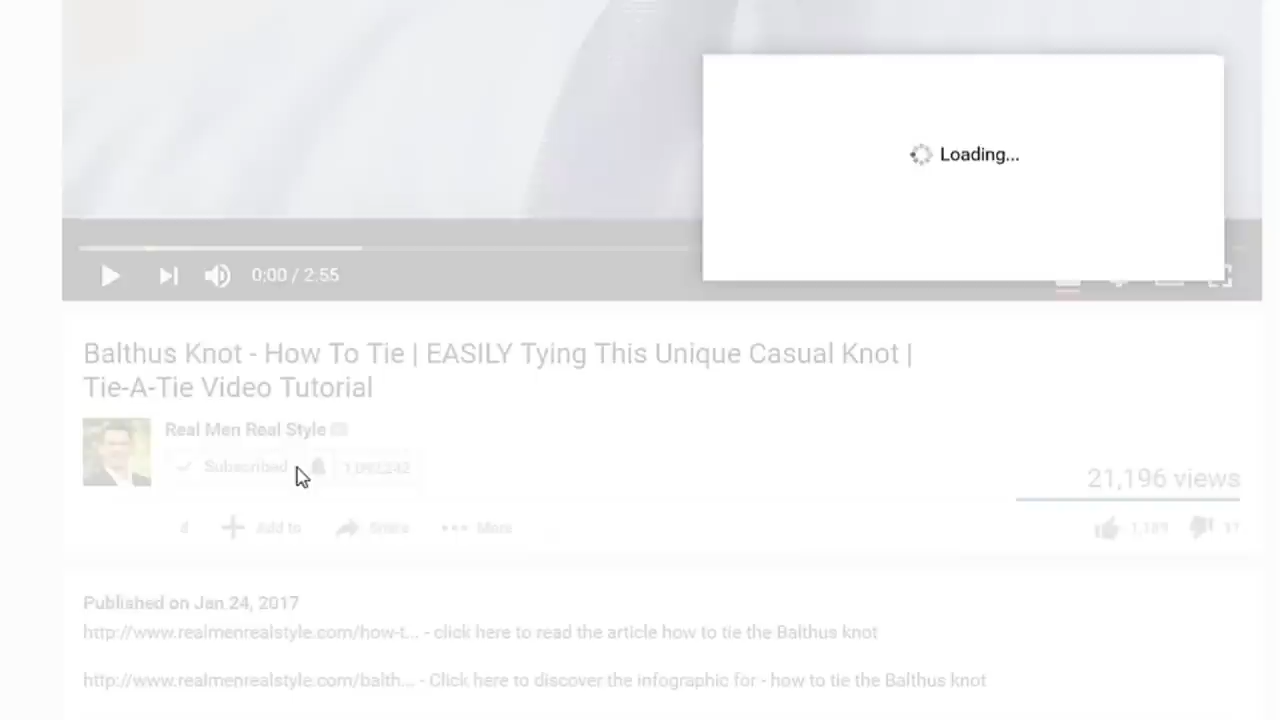 Loading...
0:00 / 2:55
Balthus Knot - How To Tie | EASILY Tying This Unique Casual Knot |
Tie-A-Tie Video Tutorial
Real Men Real Style
Subscribed
21,196 views
Add to Share More
Published on Jan 24, 2017
http://www.realmenrealstyle.com/how-t... - click here to read the article how to tie the Balthus knot
http://www.realmenrealstyle.com/balth... - Click here to discover the infographic for - how to tie the Balthus knot